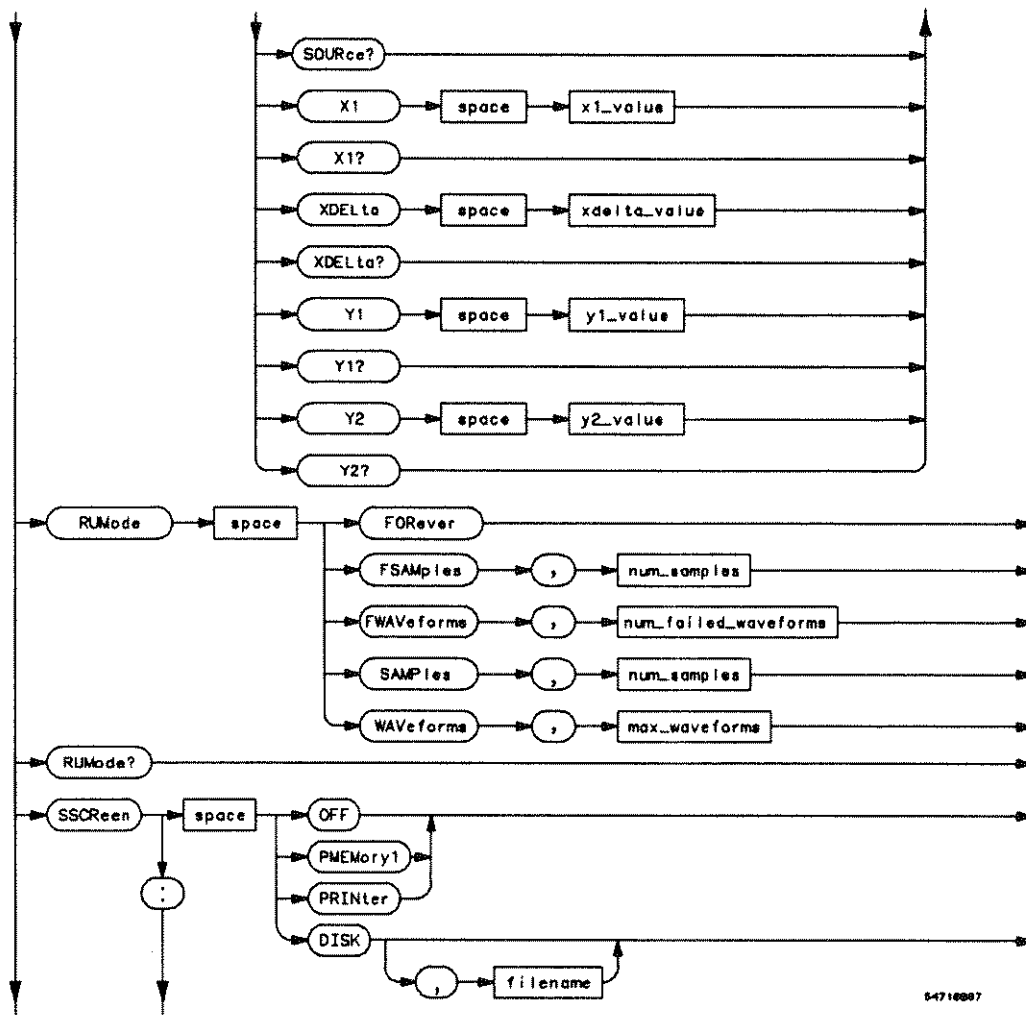 SOURce?
X1 space x1_value
X1?
XDELta space xdelta_value
XDELta?
Y1 space y1_value
Y1?
Y2 space y2_value
Y2?
RUMode space FORever
FSAMples , num_samples
FWAVeforms , num_failed_waveforms
SAMPles , num_samples
WAVeforms , max_waveforms
RUMode?
SSCReen space OFF
PMEMory1
:
PRINter
DISK
, filename